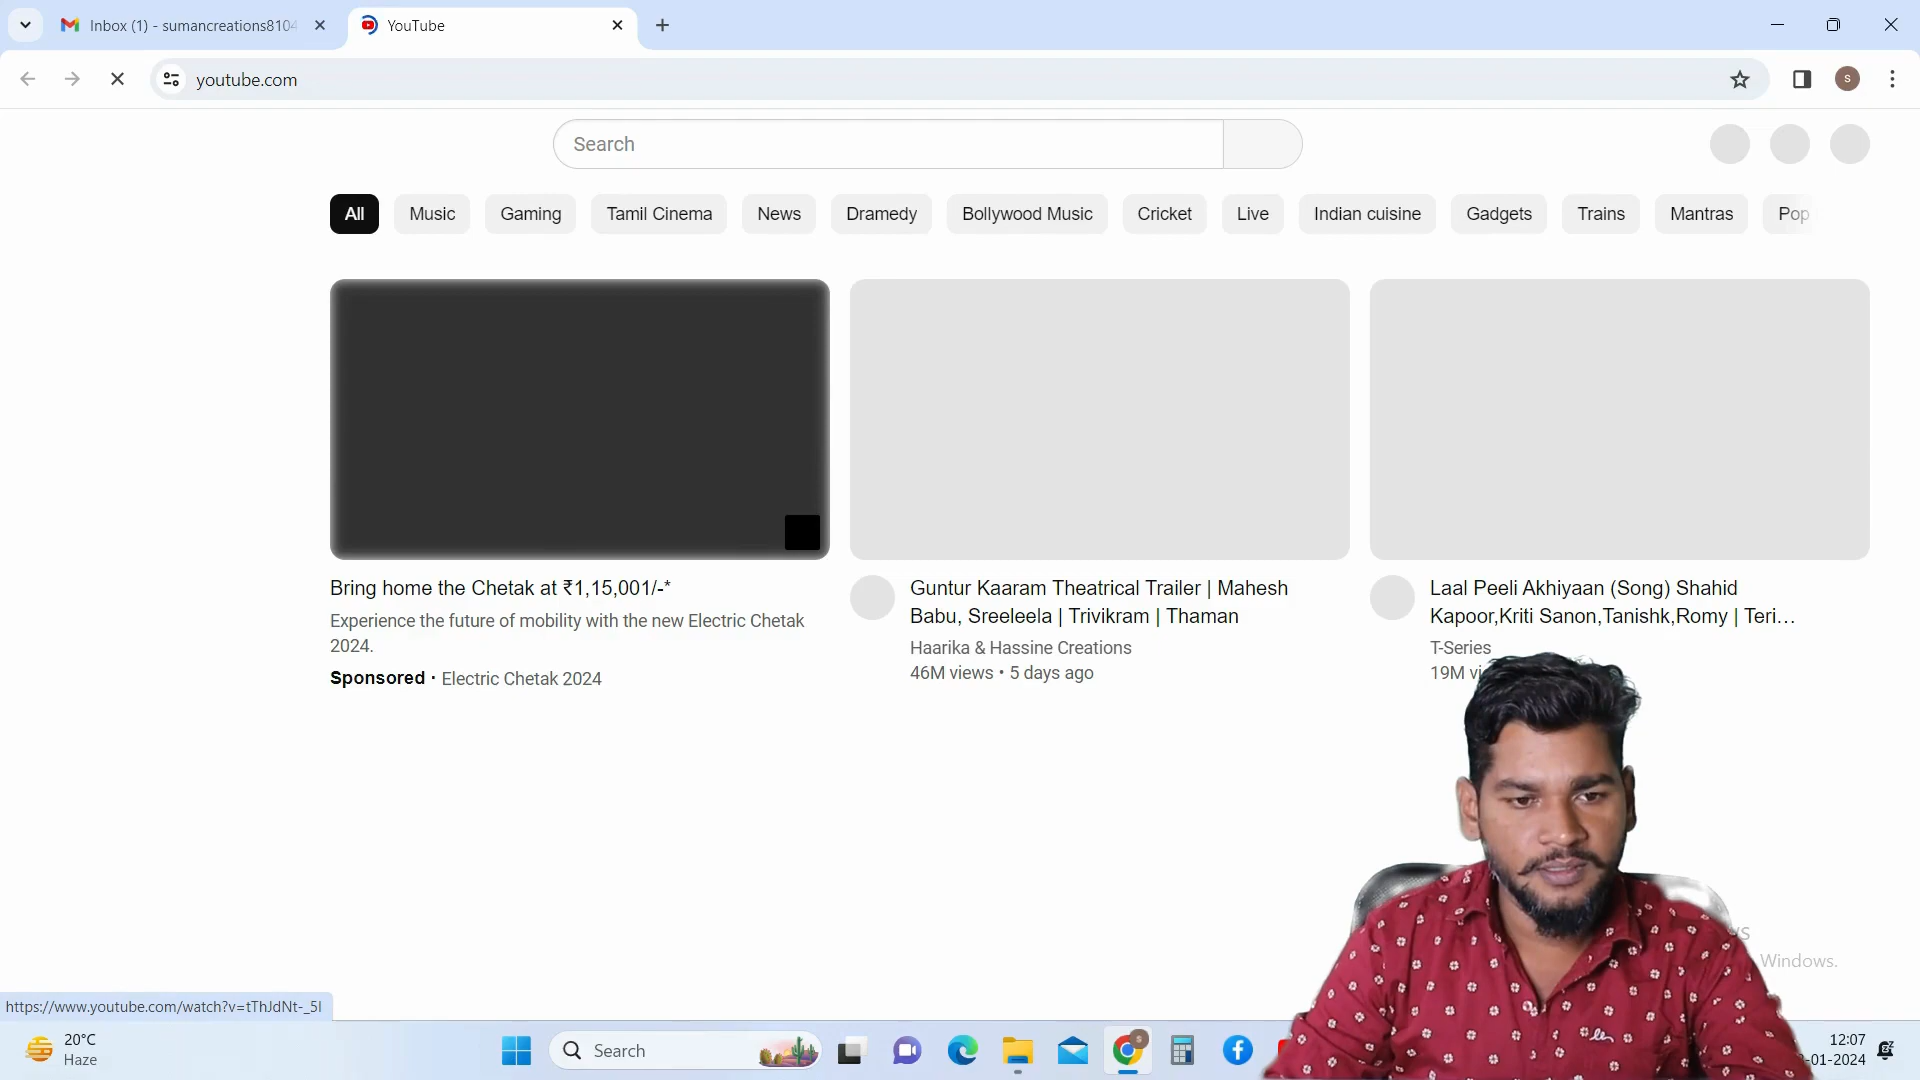 Inbox (1) - sumancreations8104
YouTube
youtube.com
S
Search
All
Music
Gaming
Tamil Cinema
News
Dramedy
Bollywood Music
Cricket
Live
Indian cuisine
Gadgets
Trains
Mantras
Pop
Bring home the Chetak at ₹1,15,001/-*
Experience the future of mobility with the new Electric Chetak
2024.
Sponsored · Electric Chetak 2024
Guntur Kaaram Theatrical Trailer | Mahesh
Babu, Sreeleela | Trivikram | Thaman
Haarika & Hassine Creations
46M views • 5 days ago
Laal Peeli Akhiyaan (Song) Shahid
Kapoor,Kriti Sanon,Tanishk,Romy | Teri...
T-Series
19M vi
Windows.
https://www.youtube.com/watch?v=tThJdNt-_5I
20°C
Haze
Search
12:07
-01-2024